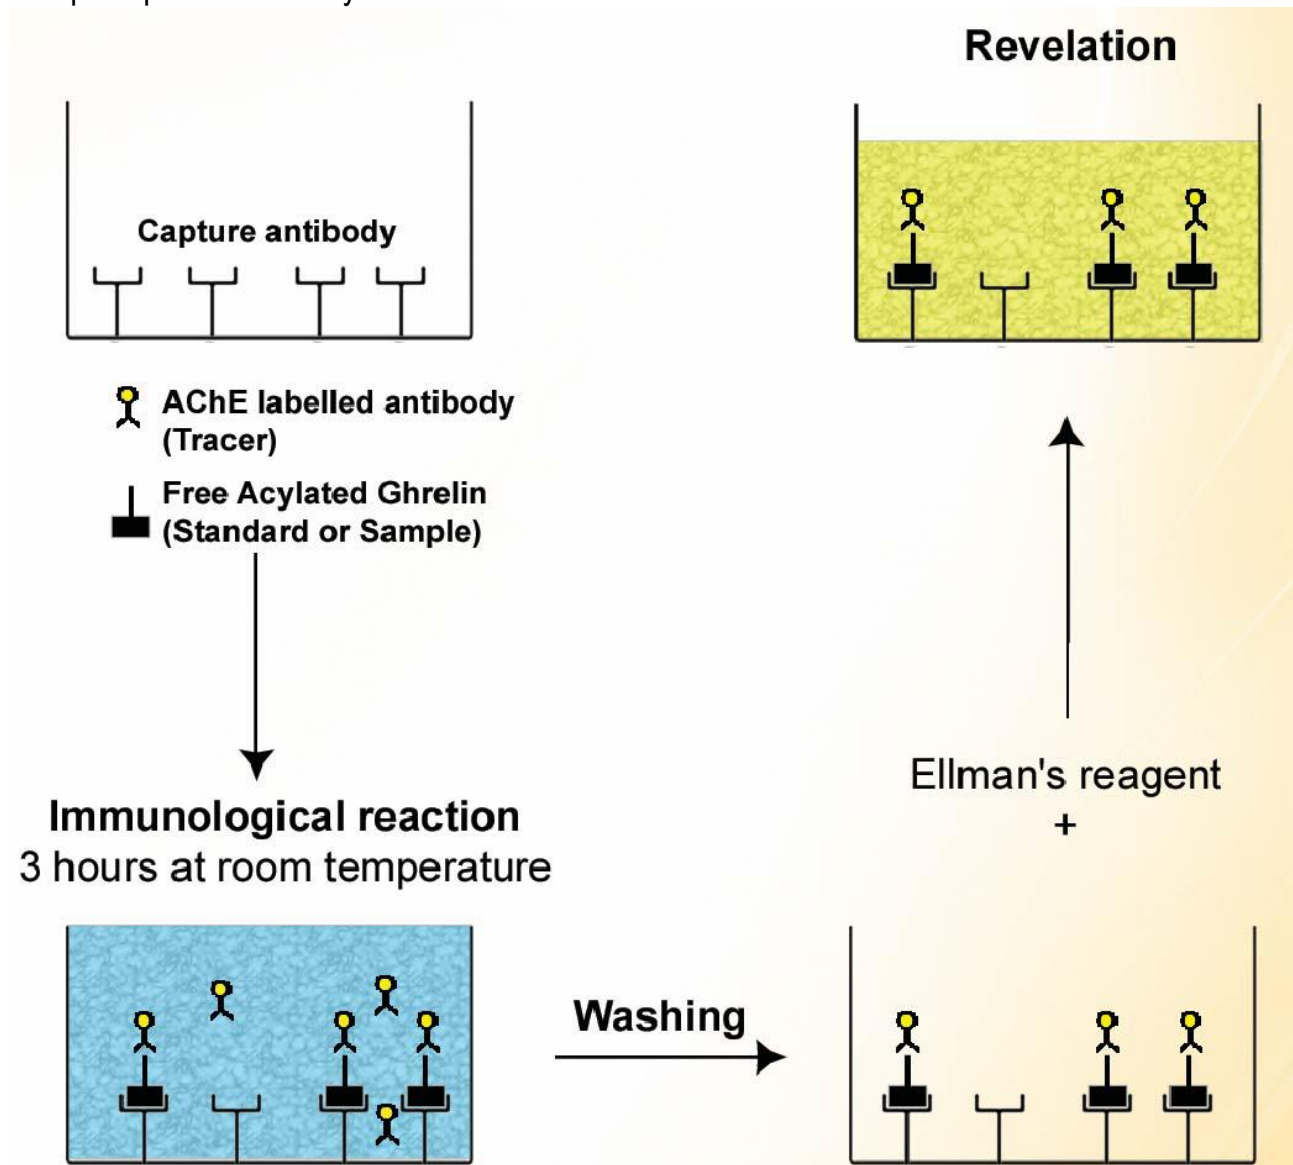 Revelation
Capture antibody
AChE labelled antibody
(Tracer)
Free Acylated Ghrelin
(Standard or Sample)
Immunological reaction
3 hours at room temperature
Washing
Ellman's reagent
+